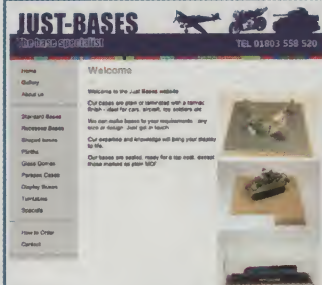 JUST-BASES
The base specialist
TEL 01803 558 520
Home
Gallery
About us
Standard Bases
Recessed Bases
Shaped bases
Plinths
Glass Domes
Perspex Cases
Display Boxes
Turntables
Specials
How to Order
Contact
Welcome
Welcome to the Just Bases website
Our bases are plain or laminated with a tarmac
finish - ideal for cars, aircraft, toy soldiers etc
We can make bases to your requirements - any
size or design. Just get in touch
Our expertise and knowledge will bring your display
to life.
Our bases are sealed, ready for a top coat, except
those marked as plain MDF